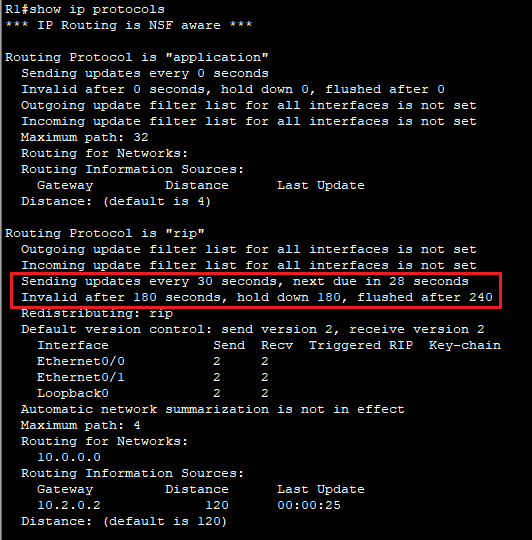 R1#show ip protocols
*** IP Routing is NSF aware ***
Routing Protocol is "application"
Sending updates every 0 seconds
Invalid after 0 seconds, hold down 0, flushed after 0
Outgoing update filter list for all interfaces is not set
Incoming update filter list for all interfaces is not set
Maximum path: 32
Routing for Networks:
Routing Information Sources:
Gateway Distance Last Update
Distance: (default is 4)
Routing Protocol is "rip"
Outgoing update filter list for all interfaces is not set
Incoming update filter list for all interfaces is not set
Sending updates every 30 seconds, next due in 28 seconds
Invalid after 180 seconds, hold down 180, flushed after 240
Redistributing: rip
Default version control: send version 2, receive version 2
Interface Send Recv Triggered RIP Key-chain
Ethernet0/0 2 2
Ethernet0/1 2 2
Loopback0 2 2
Automatic network summarization is not in effect
Maximum path: 4
Routing for Networks:
10.0.0.0
Routing Information Sources:
Gateway Distance Last Update
10.2.0.2 120 00:00:25
Distance: (default is 120)